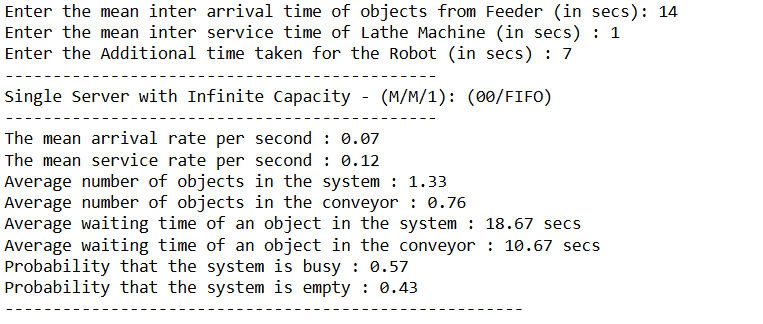 Enter the mean inter arrival time of objects from Feeder (in secs): 14
Enter the mean inter service time of Lathe Machine (in secs) : 1
Enter the Additional time taken for the Robot (in secs) : 7
---------------------------------------------
Single Server with Infinite Capacity - (M/M/1): (00/FIFO)
---------------------------------------------
The mean arrival rate per second : 0.07
The mean service rate per second : 0.12
Average number of objects in the system : 1.33
Average number of objects in the conveyor : 0.76
Average waiting time of an object in the system : 18.67 secs
Average waiting time of an object in the conveyor : 10.67 secs
Probability that the system is busy : 0.57
Probability that the system is empty : 0.43
------------------------------------------------------